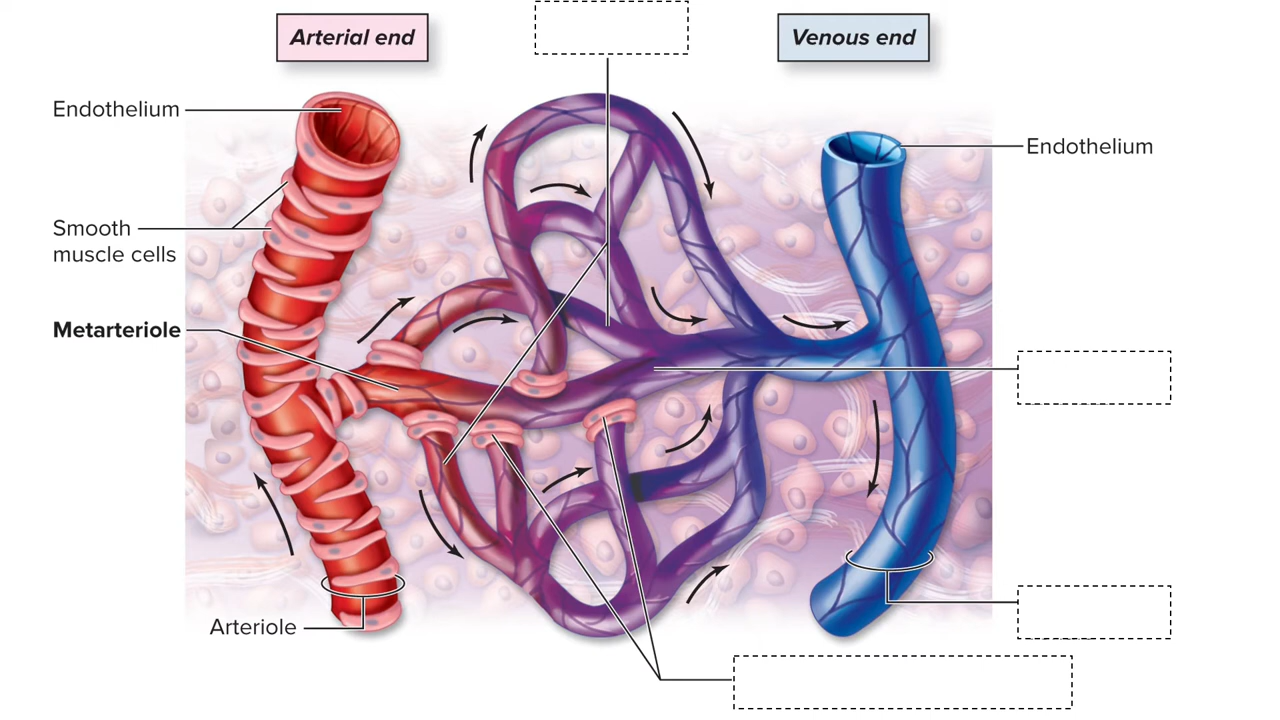 Arterial end
Venous end
Endothelium
Endothelium
Smooth
muscle cells
Metarteriole
Arteriole